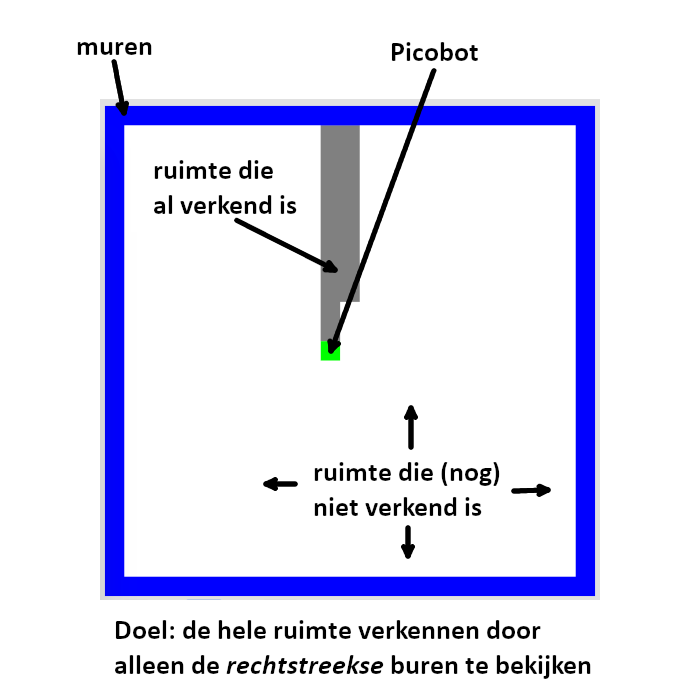 muren
Picobot
ruimte die
al verkend is
ruimte die (nog)
niet verkend is
Doel: de hele ruimte verkennen door
alleen de rechtstreekse buren te bekijken